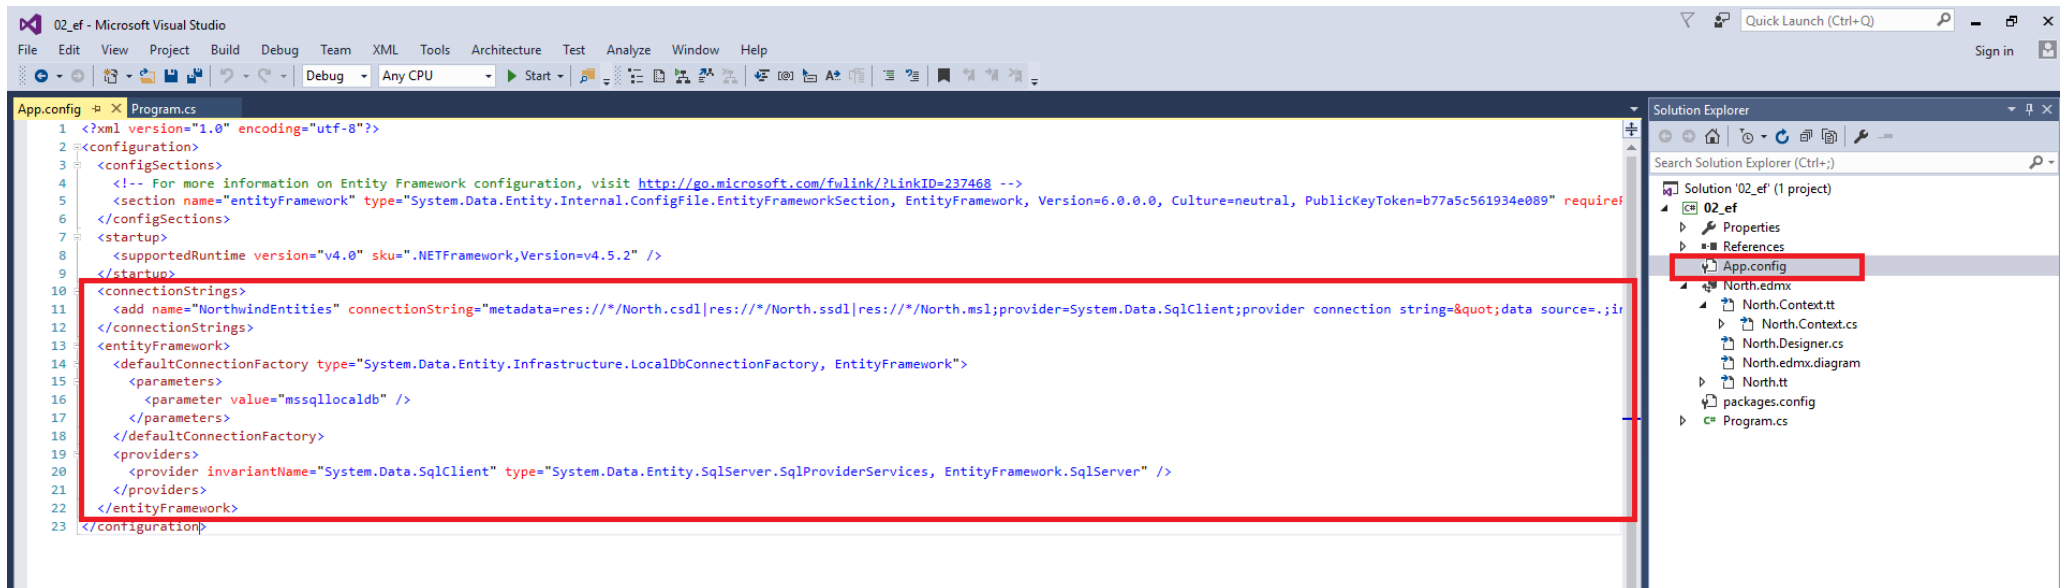 02_ef - Microsoft Visual Studio
Quick Launch (Ctrl+Q)
File Edit View Project Build Debug Team XML Tools Architecture Test Analyze Window Help
Sign in
Debug Any CPU Start
App.config Program.cs
1 <?xml version="1.0" encoding="utf-8"?>
2 <configuration>
3 <configSections>
4 <!-- For more information on Entity Framework configuration, visit http://go.microsoft.com/fwlink/?LinkID=237468 -->
5 <section name="entityFramework" type="System.Data.Entity.Internal.ConfigFile.EntityFrameworkSection, EntityFramework, Version=6.0.0.0, Culture=neutral, PublicKeyToken=b77a5c561934e089" require
6 </configSections>
7 <startup>
8 <supportedRuntime version="v4.0" sku=".NETFramework,Version=v4.5.2" />
9 </startup>
10 <connectionStrings>
11 <add name="NorthwindEntities" connectionString="metadata=res://*/North.csdl|res://*/North.ssdl|res://*/North.msl;provider=System.Data.SqlClient;provider connection string=&quot;data source=.;in
12 </connectionStrings>
13 <entityFramework>
14 <defaultConnectionFactory type="System.Data.Entity.Infrastructure.LocalDbConnectionFactory, EntityFramework">
15 <parameters>
16 <parameter value="mssqllocaldb" />
17 </parameters>
18 </defaultConnectionFactory>
19 <providers>
20 <provider invariantName="System.Data.SqlClient" type="System.Data.Entity.SqlServer.SqlProviderServices, EntityFramework.SqlServer" />
21 </providers>
22 </entityFramework>
23 </configuration>
Solution Explorer
Search Solution Explorer (Ctrl+;)
Solution '02_ef' (1 project)
C# 02_ef
Properties
References
App.config
North.edmx
North.Context.tt
North.Context.cs
North.Designer.cs
North.edmx.diagram
North.tt
packages.config
C# Program.cs